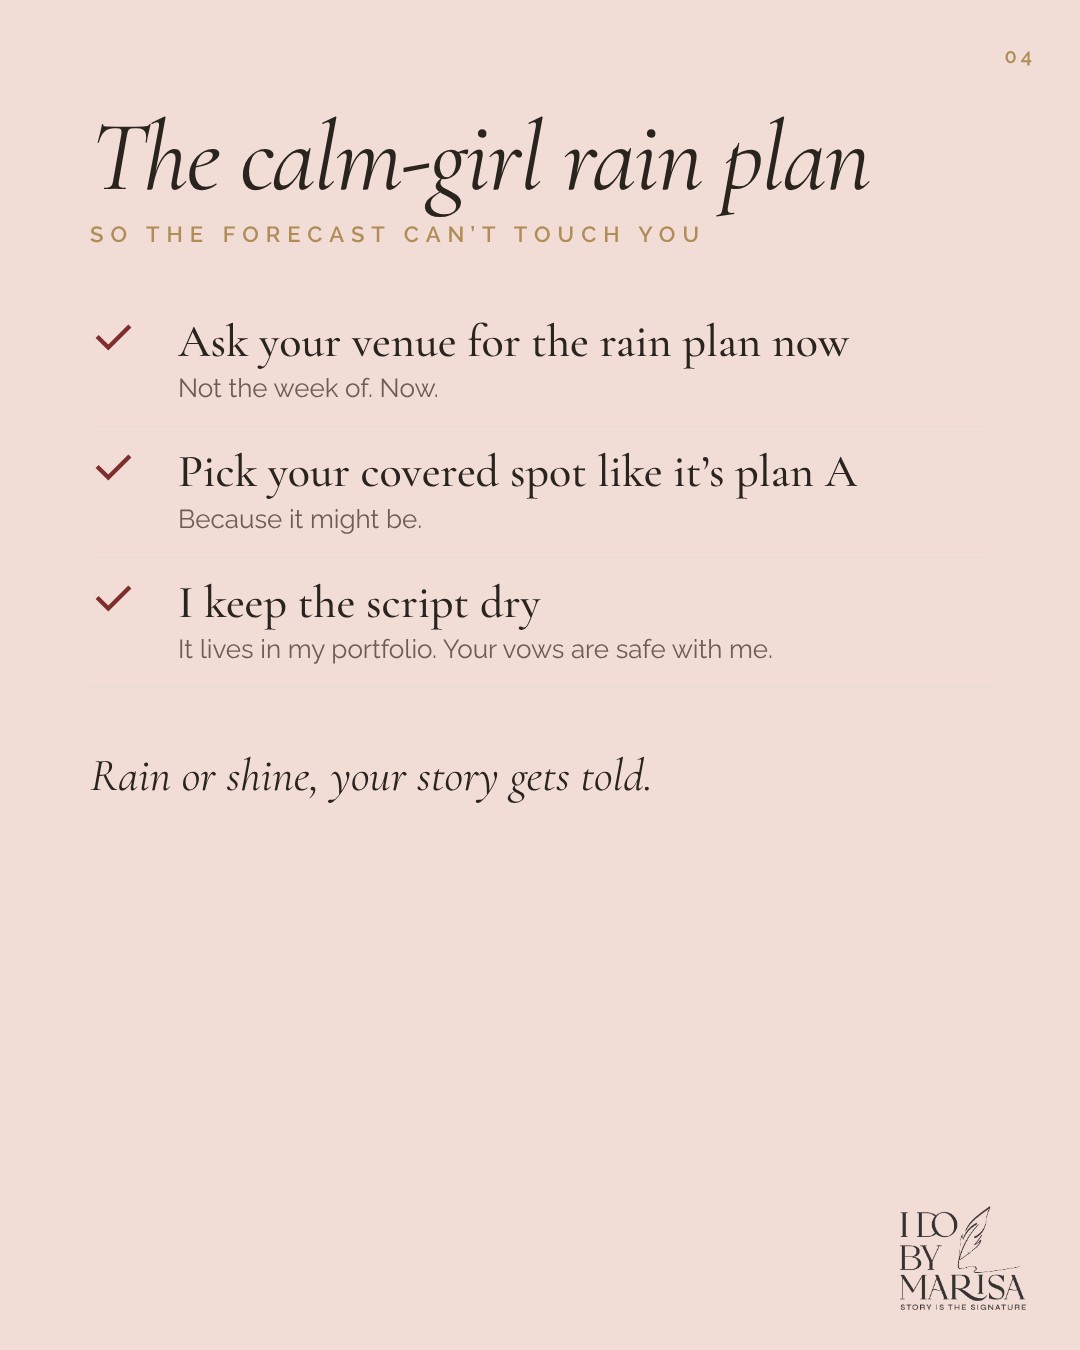 04
The calm-girl rain plan
SO THE FORECAST CAN'T TOUCH YOU
Ask your venue for the rain plan now
Not the week of. Now.
Pick your covered spot like it’s plan A
Because it might be.
I keep the script dry
It lives in my portfolio. Your vows are safe with me.
Rain or shine, your story gets told.
I DO
BY
MARISA
STORY IS THE SIGNATURE